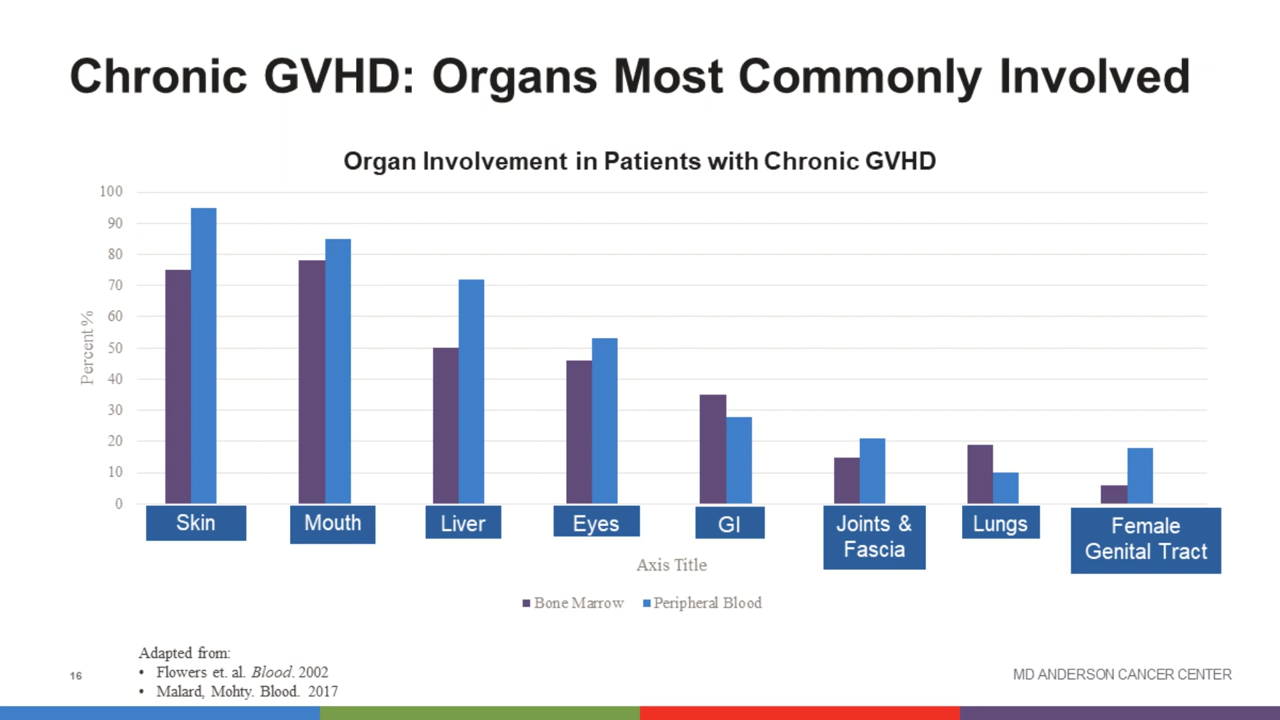 Chronic GVHD: Organs Most Commonly Involved
Organ Involvement in Patients with Chronic GVHD
100
90
80
70
60
50
40
30
20
10
0
Percent %
Skin
Mouth
Liver
Eyes
GI
Joints &
Fascia
Lungs
Female
Genital Tract
Axis Title
Bone Marrow
Peripheral Blood
Adapted from:
• Flowers et. al. Blood. 2002
• Malard, Mohty. Blood. 2017
16
MD ANDERSON CANCER CENTER